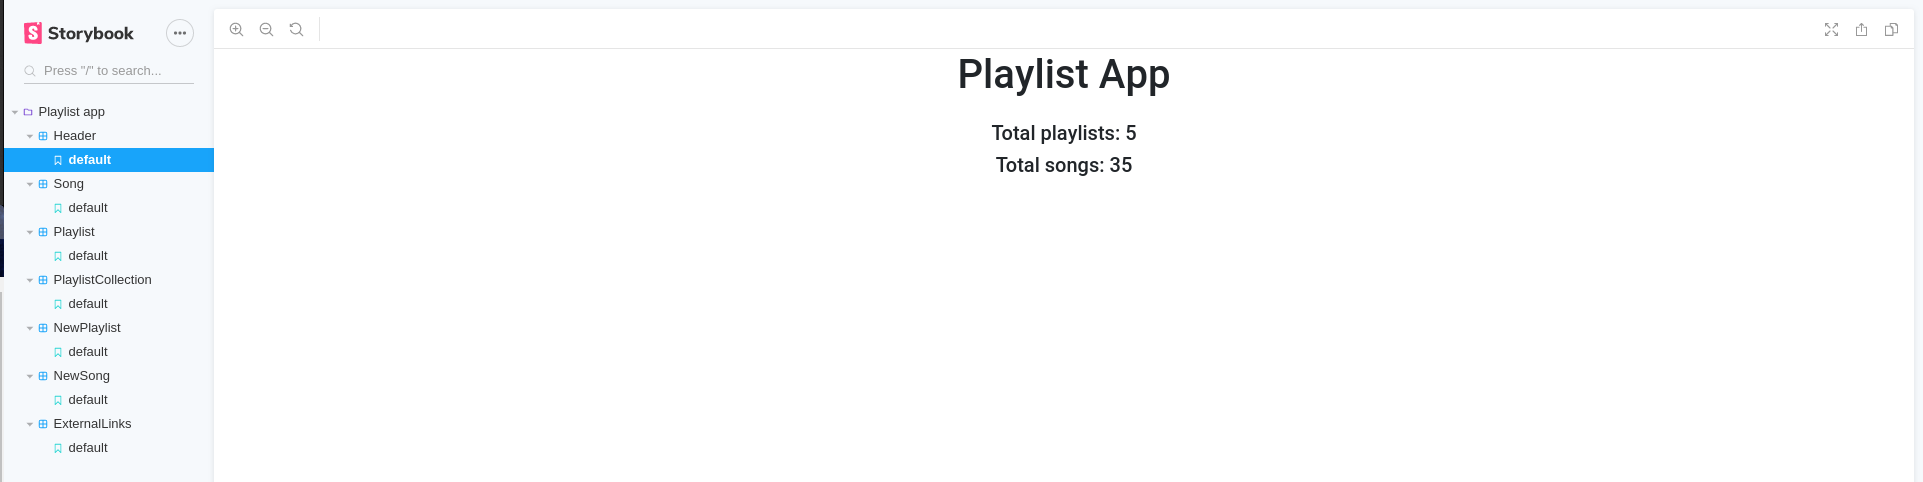 Storybook
Press "/" to search...
Playlist app
Header
default
Song
default
Playlist
default
PlaylistCollection
default
NewPlaylist
default
NewSong
default
ExternalLinks
default
Playlist App
Total playlists: 5
Total songs: 35